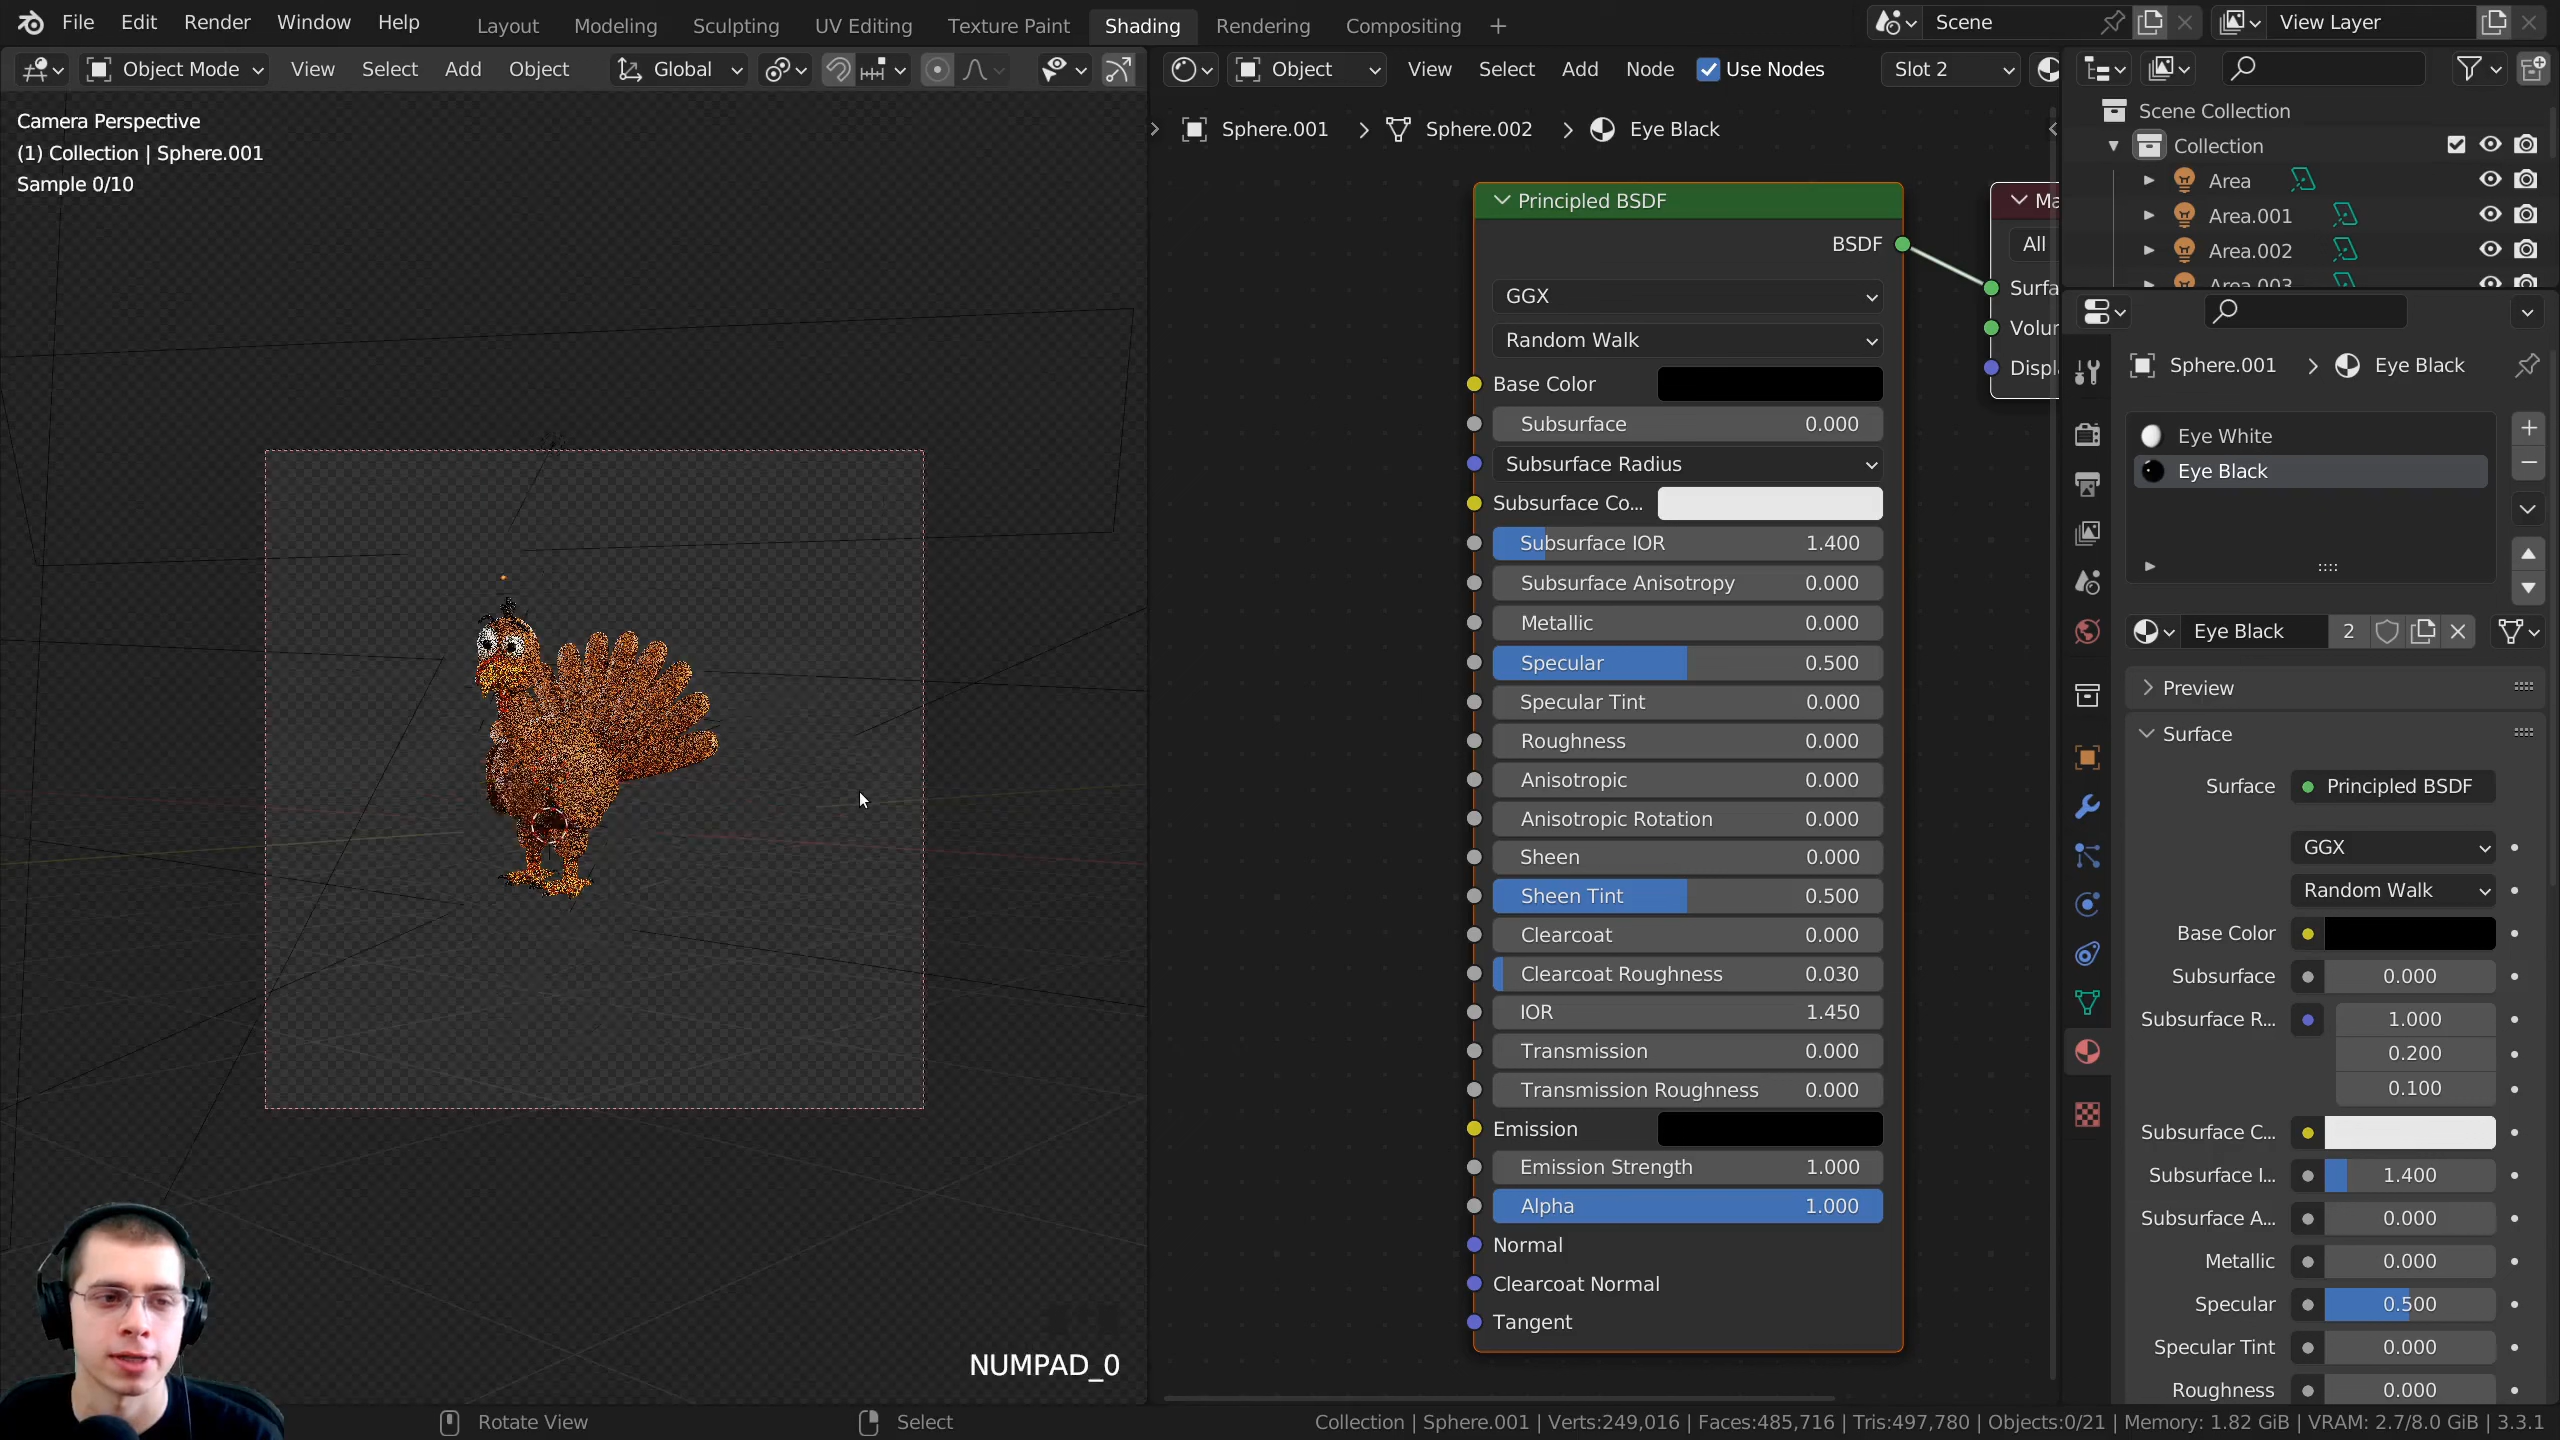 File Edit Render Window Help
Layout Modeling Sculpting UV Editing Texture Paint Shading Rendering Compositing +
Scene
View Layer
Object Mode View Select Add Object Global
Object View Select Add Node Use Nodes Slot 2
Camera Perspective
(1) Collection | Sphere.001
Sample 0/10
Sphere.001 > Sphere.002 > Eye Black
Principled BSDF
BSDF
GGX
Random Walk
Base Color
Subsurface 0.000
Subsurface Radius
Subsurface Co...
Subsurface IOR 1.400
Subsurface Anisotropy 0.000
Metallic 0.000
Specular 0.500
Specular Tint 0.000
Roughness 0.000
Anisotropic 0.000
Anisotropic Rotation 0.000
Sheen 0.000
Sheen Tint 0.500
Clearcoat 0.000
Clearcoat Roughness 0.030
IOR 1.450
Transmission 0.000
Transmission Roughness 0.000
Emission
Emission Strength 1.000
Alpha 1.000
Normal
Clearcoat Normal
Tangent
Ma
All
Surfa
Volur
Displ
Scene Collection
Collection
Area
Area.001
Area.002
Area.003
Sphere.001 > Eye Black
Eye White
Eye Black
Eye Black 2
Preview
Surface
Surface Principled BSDF
GGX
Random Walk
Base Color
Subsurface 0.000
Subsurface R... 1.000
0.200
0.100
Subsurface C...
Subsurface I... 1.400
Subsurface A... 0.000
Metallic 0.000
Specular 0.500
Specular Tint 0.000
Roughness 0.000
NUMPAD_0
Rotate View
Select
Collection | Sphere.001 | Verts:249,016 | Faces:485,716 | Tris:497,780 | Objects:0/21 | Memory: 1.82 GiB | VRAM: 2.7/8.0 GiB | 3.3.1